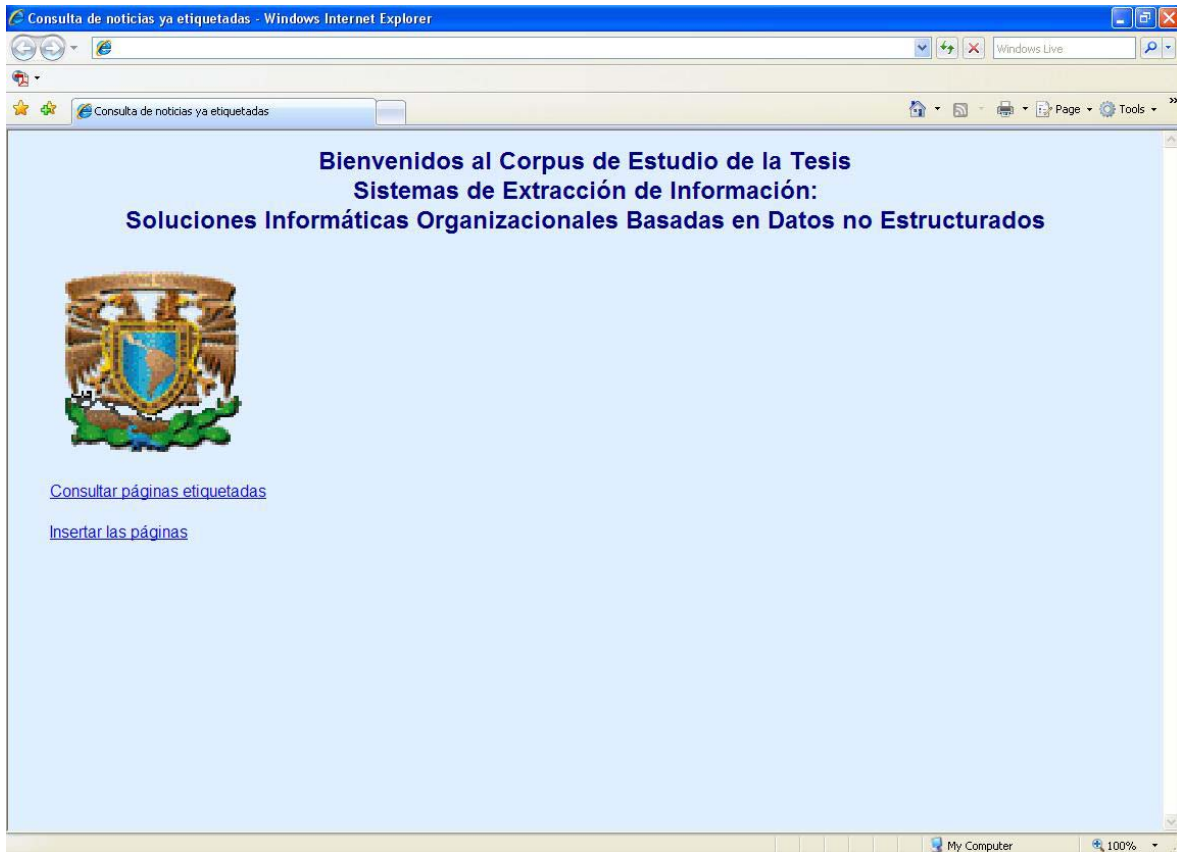 Consulta de noticias ya etiquetadas - Windows Internet Explorer
Windows Live
Consulta de noticias ya etiquetadas
Page
Tools
Bienvenidos al Corpus de Estudio de la Tesis
Sistemas de Extracción de Información:
Soluciones Informáticas Organizacionales Basadas en Datos no Estructurados
Consultar páginas etiquetadas
Insertar las páginas
My Computer
100%